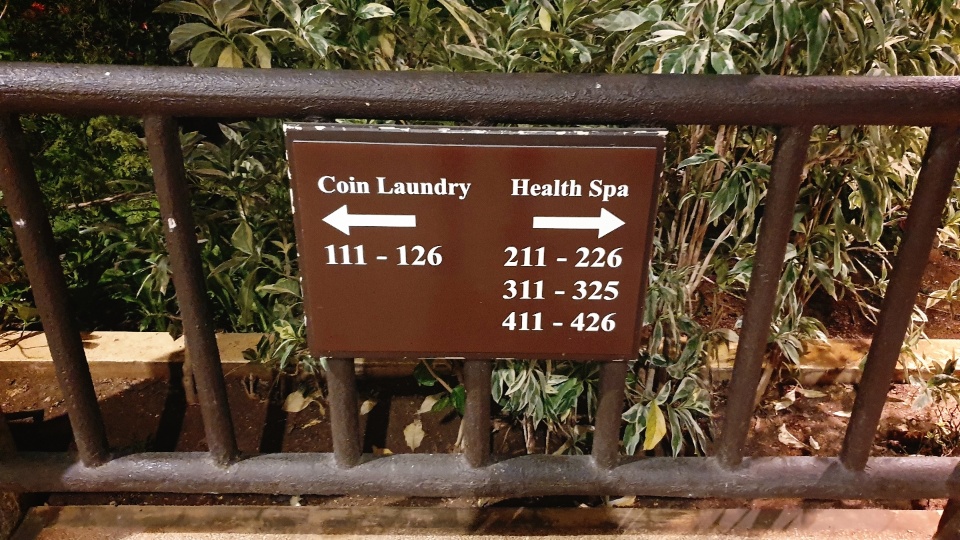 Coin Laundry
111 - 126
Health Spa
211 - 226
311 - 325
411 - 426